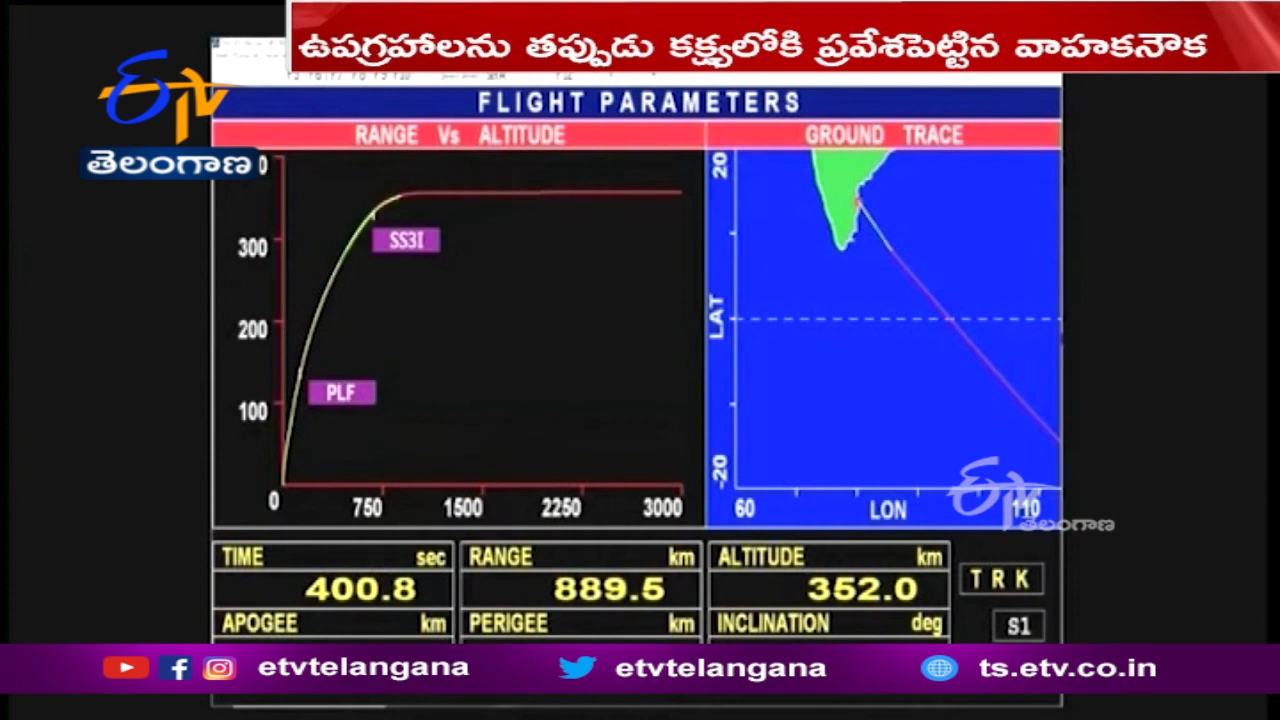 ఉపగ్రహాలను తప్పుడు కక్ష్యలోకి ప్రవేశపెట్టిన వాహకనౌక
ETV
తెలంగాణ
FLIGHT PARAMETERS
RANGE Vs ALTITUDE
GROUND TRACE
300
200
100
0 750 1500 2250 3000
SS3I
PLF
20
LAT
-20
60 LON 110
తెలంగాణ
TIME sec RANGE km ALTITUDE km
400.8 889.5 352.0
TRK
APOGEE km PERIGEE km INCLINATION deg
S1
etvtelangana etvtelangana ts.etv.co.in